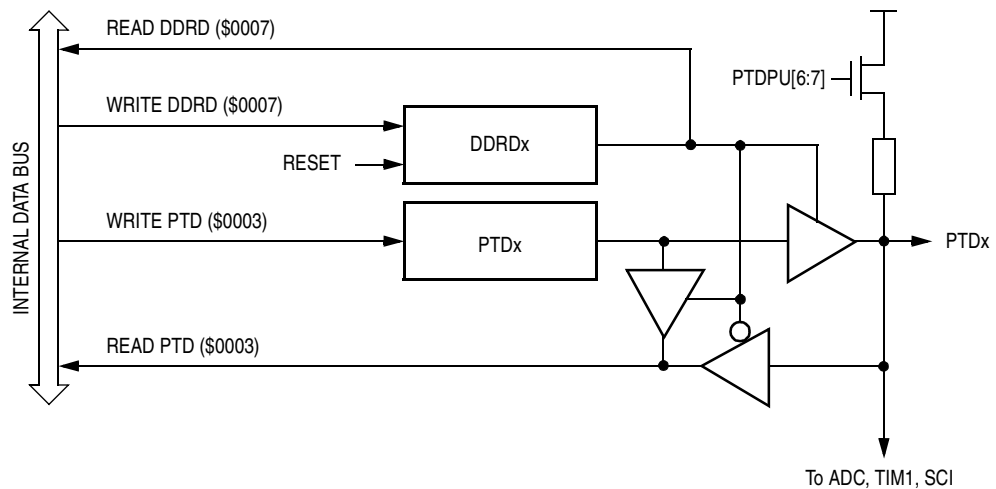 READ DDRD ($0007)
PTDPU[6:7]
WRITE DDRD ($0007)
DDRDx
RESET
INTERNAL DATA BUS
WRITE PTD ($0003)
PTDx
PTDx
READ PTD ($0003)
To ADC, TIM1, SCI